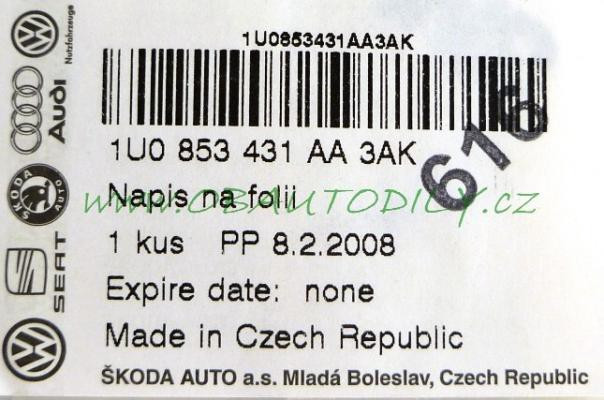 1U0853431AA3AK
1U0 853 431 AA 3AK
616
Napis na folii
www.OBAUTODILY.cz
1 kus PP 8.2.2008
Expire date: none
Made in Czech Republic
ŠKODA AUTO a.s. Mladá Boleslav, Czech Republic
Nutzfahrzeuge
Audi
ŠKODA
AUTO
SEAT